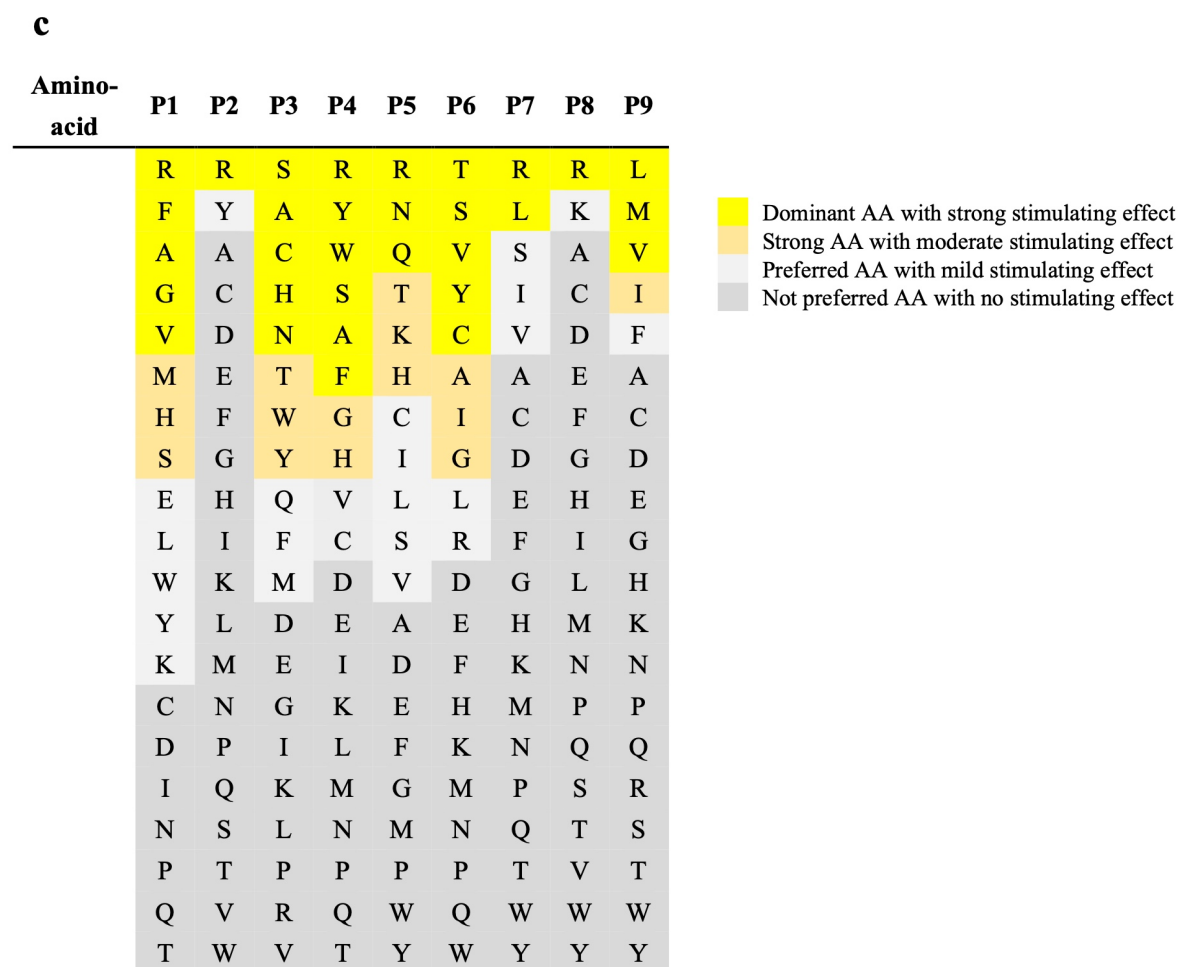 c
Amino-
acid P1 P2 P3 P4 P5 P6 P7 P8 P9
R R S R R T R R L
F Y A Y N S L K M
A A C W Q V S A V
G C H S T Y I C I
V D N A K C V D F
M E T F H A A E A
H F W G C I C F C
S G Y H I G D G D
E H Q V L L E H E
L I F C S R F I G
W K M D V D G L H
Y L D E A E H M K
K M E I D F K N N
C N G K E H M P P
D P I L F K N Q Q
I Q K M G M P S R
N S L N M N Q T S
P T P P P P T V T
Q V R Q W Q W W W
T W V T Y W Y Y Y
Dominant AA with strong stimulating effect
Strong AA with moderate stimulating effect
Preferred AA with mild stimulating effect
Not preferred AA with no stimulating effect